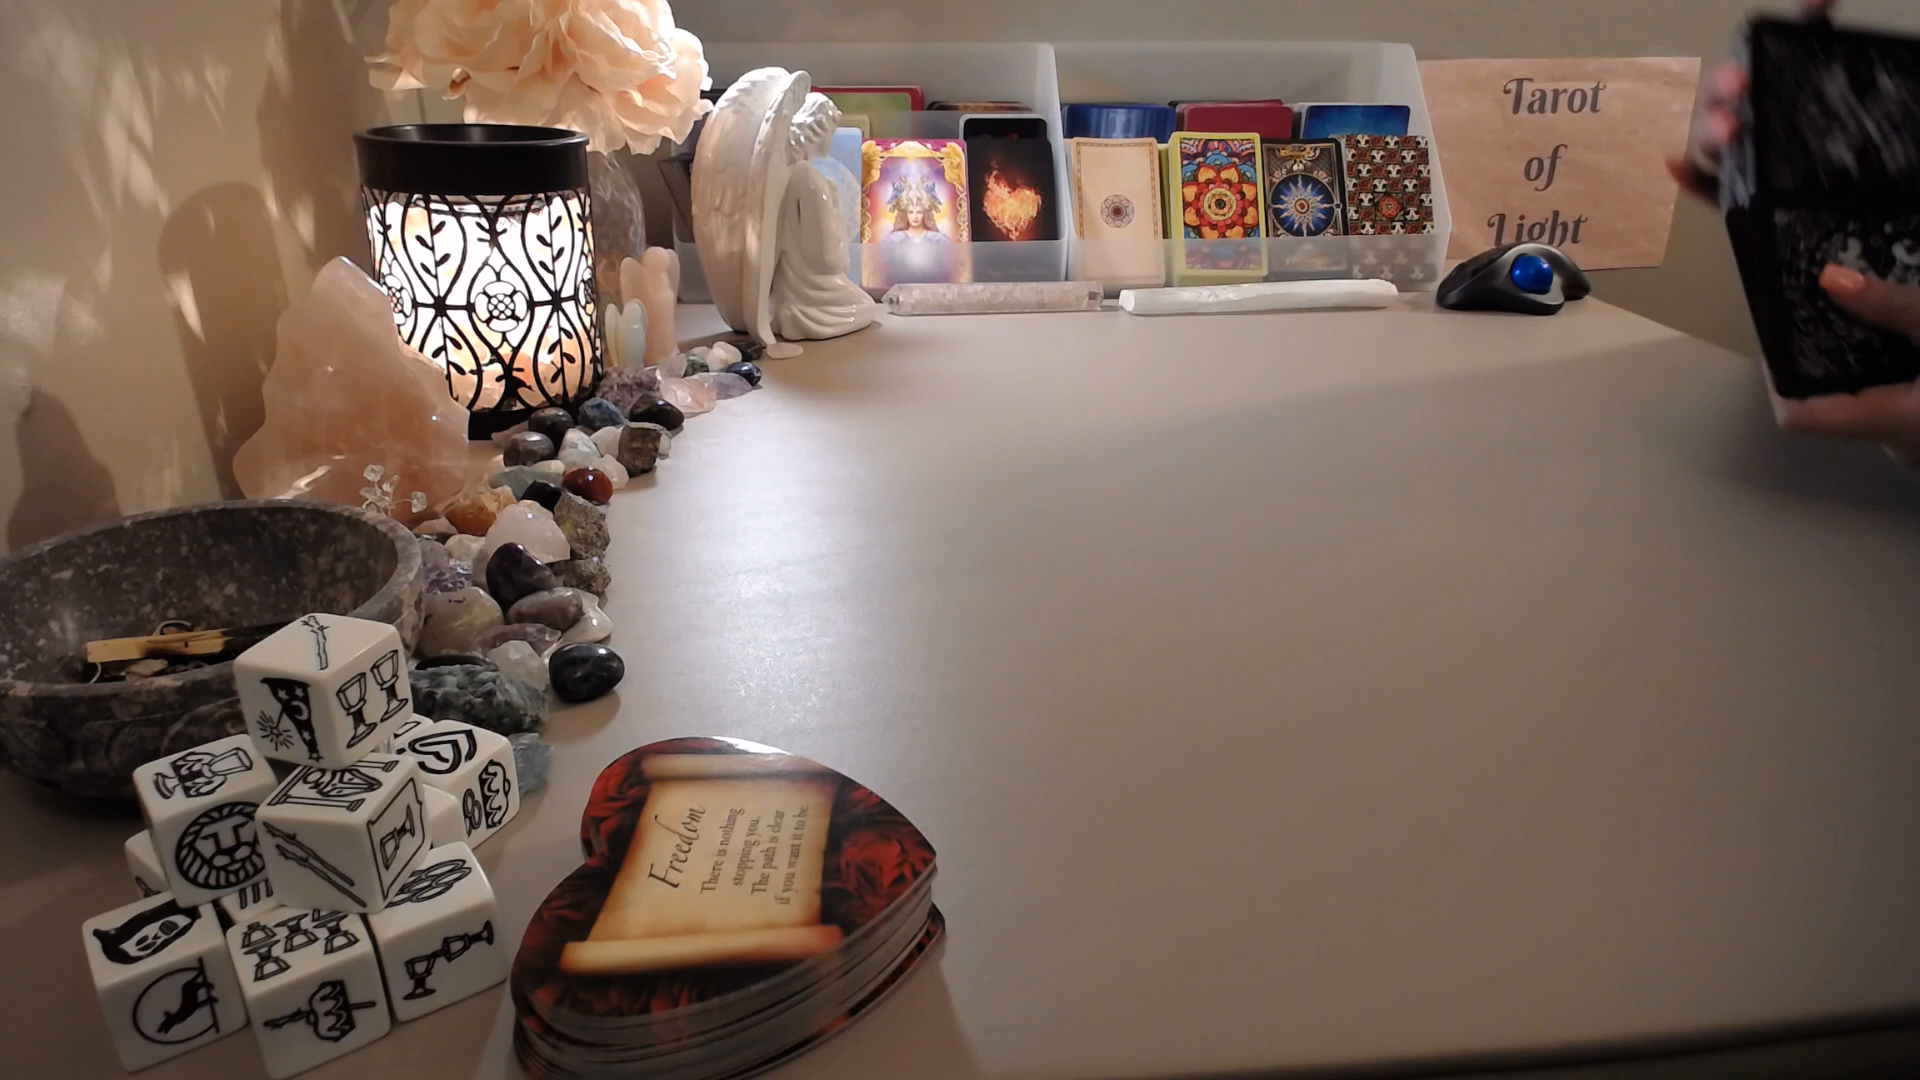 Tarot
of
Light
Freedom
There is nothing
stopping you.
The path is clear
if you want it to be.